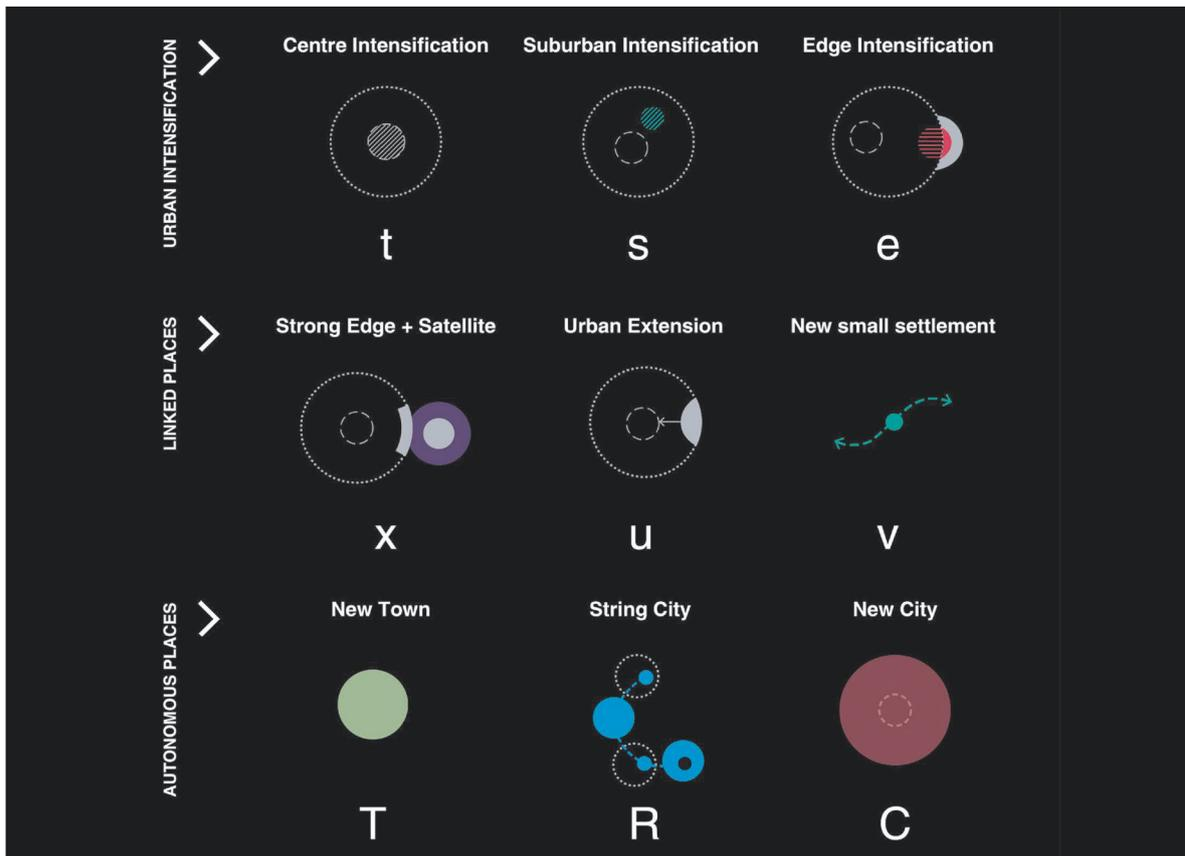 URBAN INTENSIFICATION
Centre Intensification
Suburban Intensification
Edge Intensification
t
s
e
LINKED PLACES
Strong Edge + Satellite
Urban Extension
New small settlement
x
u
v
AUTONOMOUS PLACES
New Town
String City
New City
T
R
C